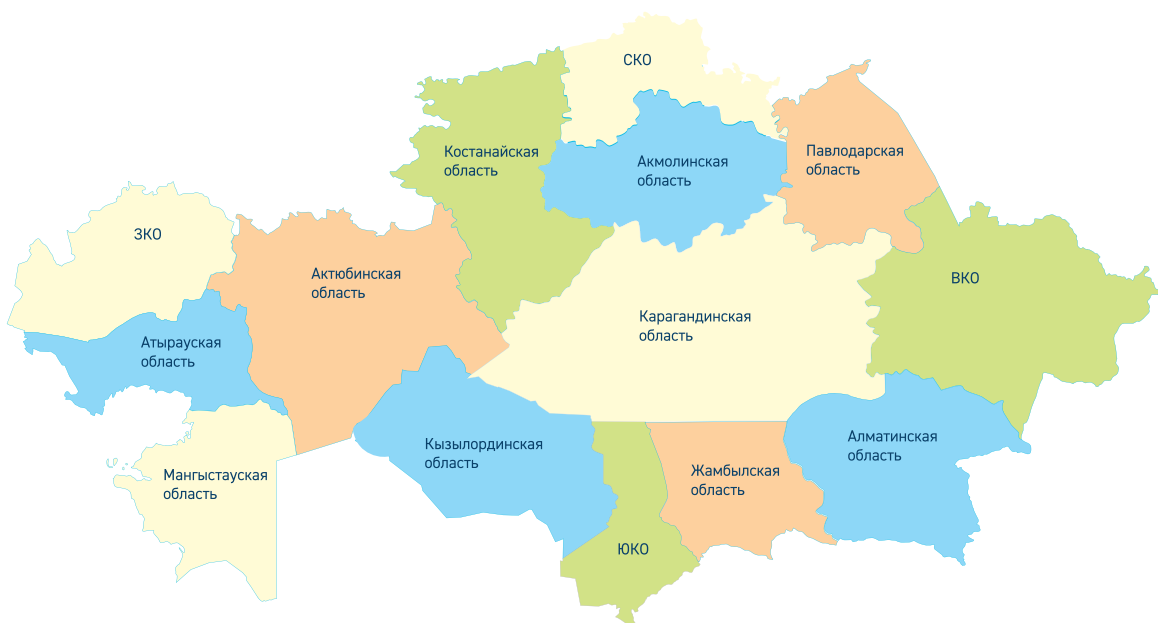 СКО
Костанайская
область
Акмолинская
область
Павлодарская
область
ЗКО
Актюбинская
область
ВКО
Карагандинская
область
Атырауская
область
Кызылординская
область
Алматинская
область
Мангыстауская
область
Жамбылская
область
ЮКО